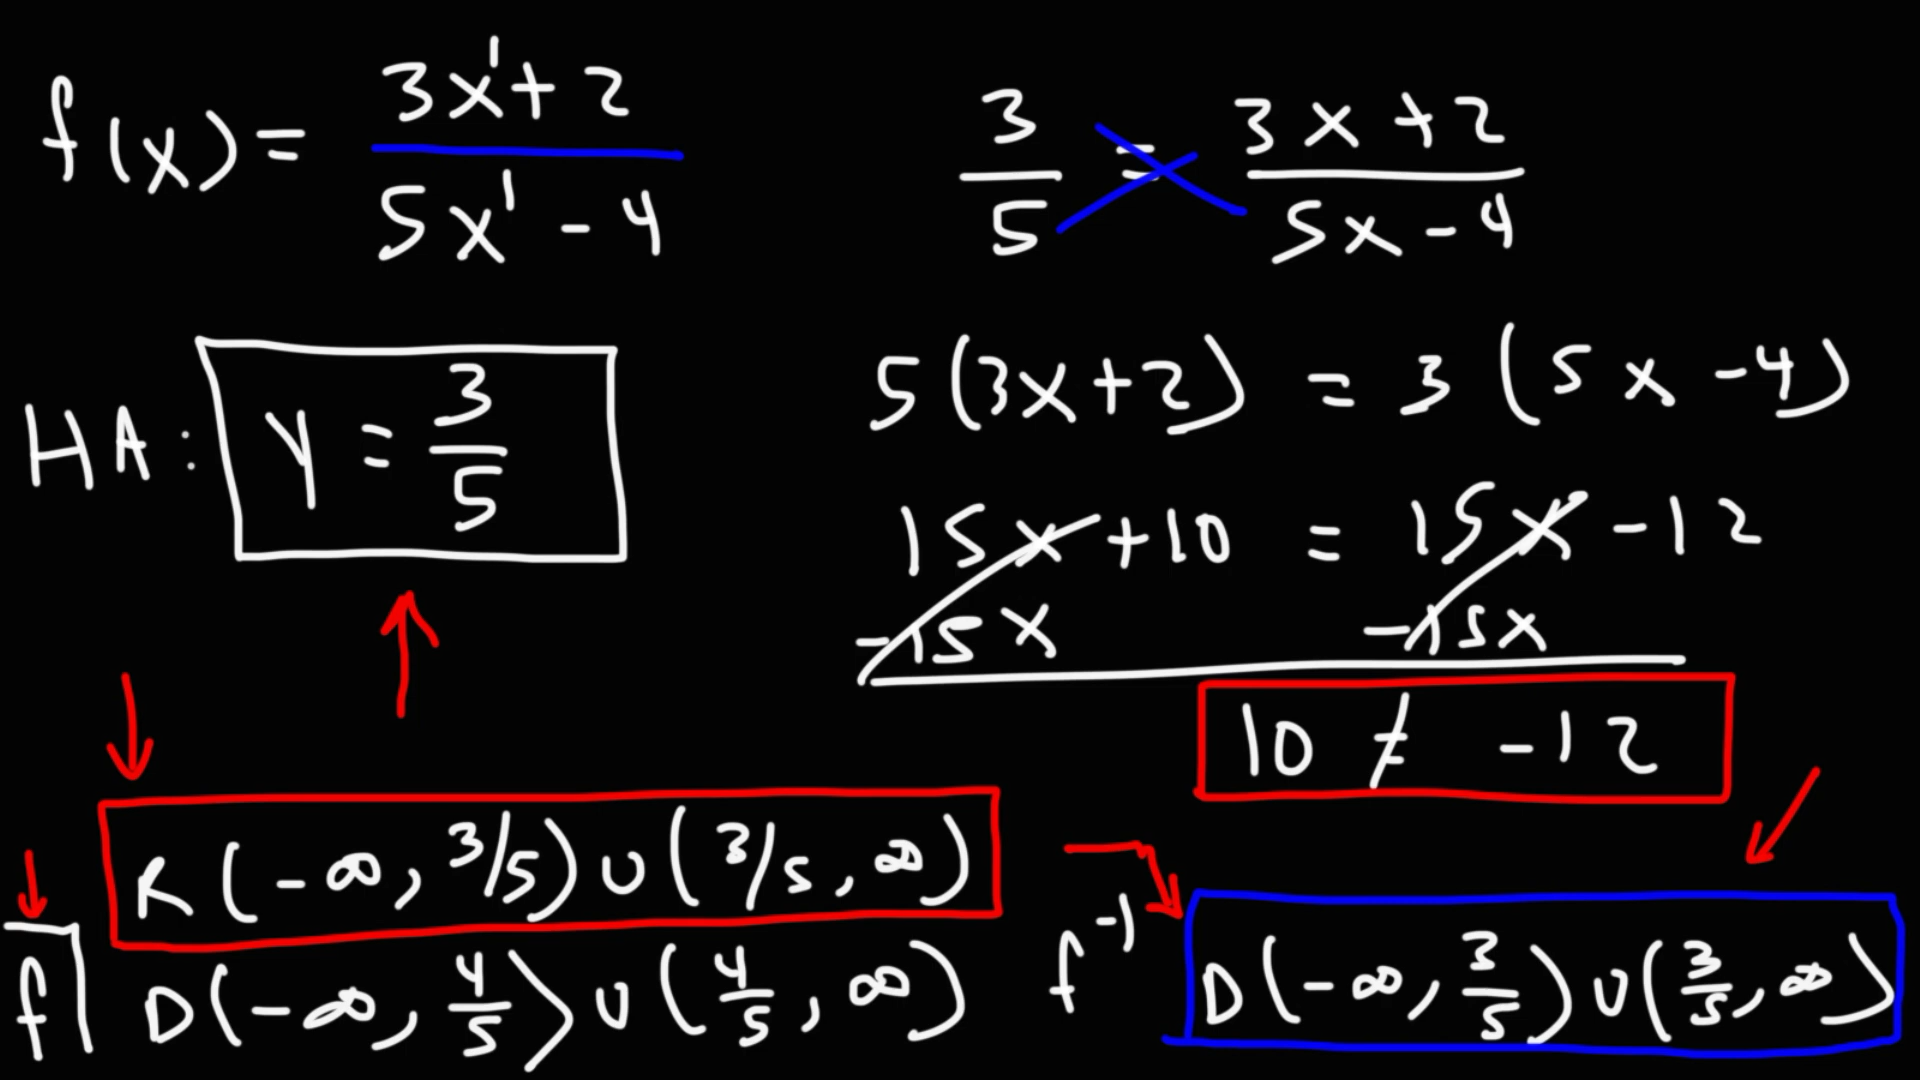 f(x) = (3x¹ + 2)/(5x¹ - 4)
HA: y = 3/5
3/5 = (3x + 2)/(5x - 4)
5(3x + 2) = 3(5x - 4)
15x + 10 = 15x - 12
-15x -15x
10 ≠ -12
R (-∞, 3/5) ∪ (3/5, ∞)
f D (-∞, 4/5) ∪ (4/5, ∞)
f⁻¹ D (-∞, 3/5) ∪ (3/5, ∞)